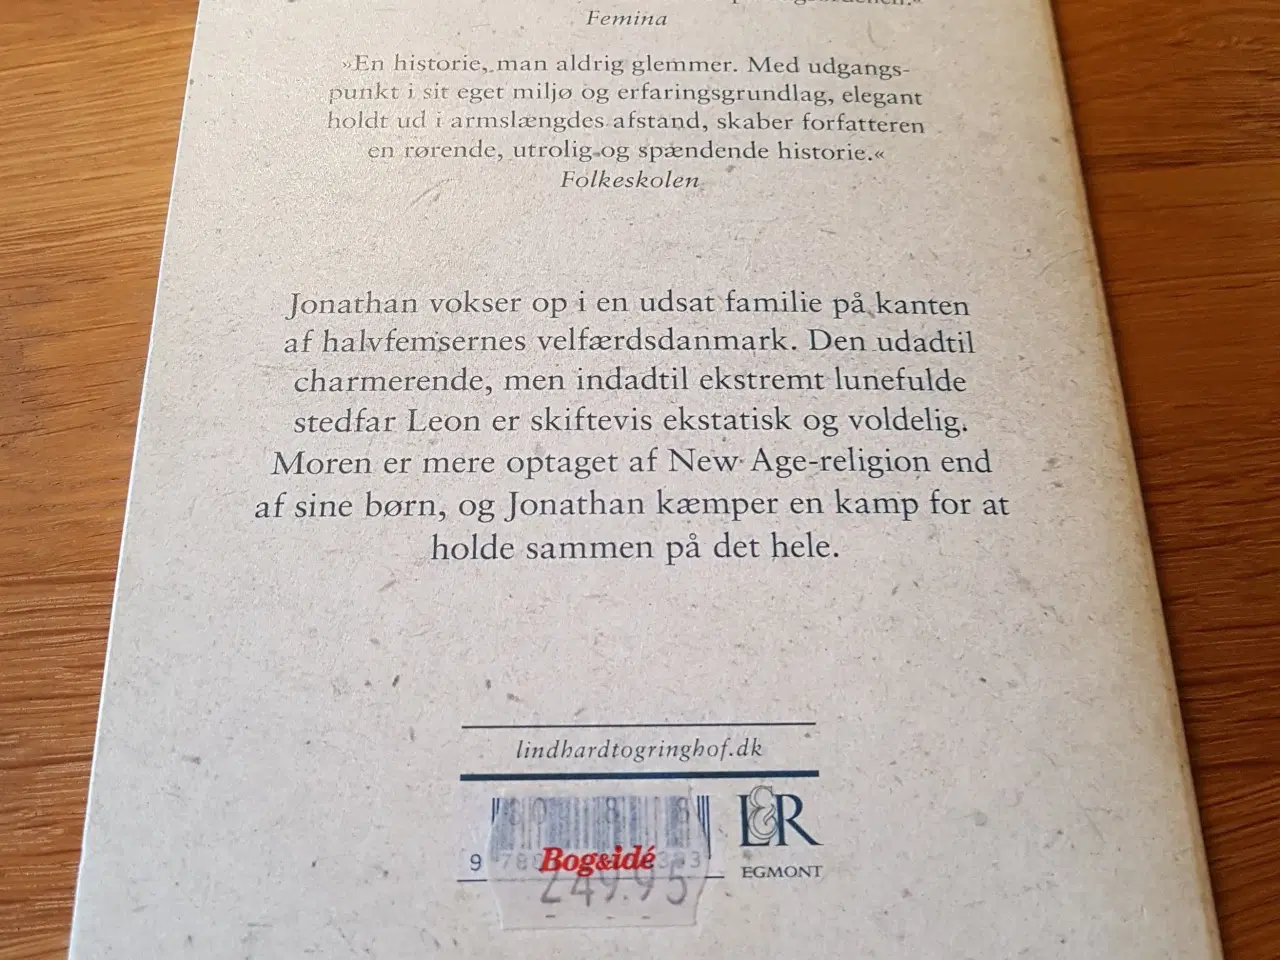 Femina
»En historie, man aldrig glemmer. Med udgangs-
punkt i sit eget miljø og erfaringsgrundlag, elegant
holdt ud i armslængdes afstand, skaber forfatteren
en rørende, utrolig og spændende historie.«
Folkeskolen
Jonathan vokser op i en udsat familie på kanten
af halvfemsernes velfærdsdanmark. Den udadtil
charmerende, men indadtil ekstremt lunefulde
stedfar Leon er skiftevis ekstatisk og voldelig.
Moren er mere optaget af New Age-religion end
af sine børn, og Jonathan kæmper en kamp for at
holde sammen på det hele.
lindhardtogringhof.dk
L&R
EGMONT
9
Bog&idé
249.95